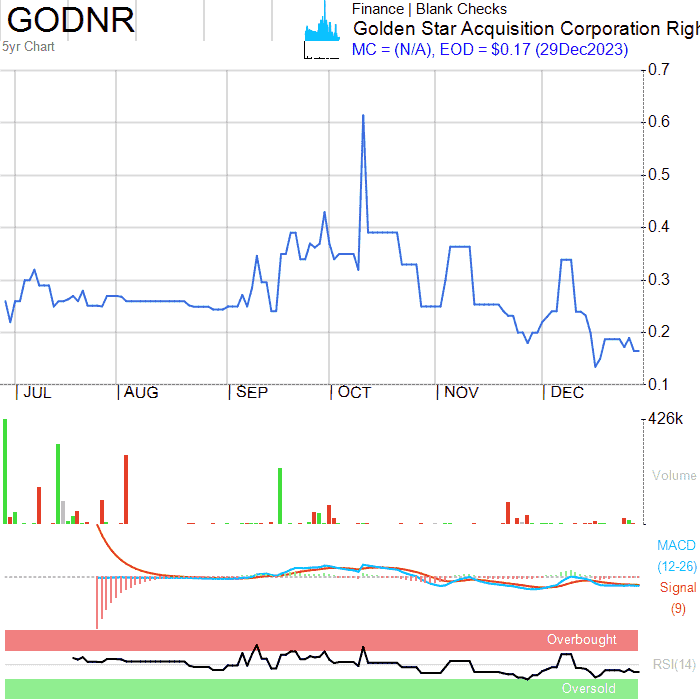 GODNR
5yr Chart
Finance | Blank Checks
Golden Star Acquisition Corporation Righ
MC = (N/A), EOD = $0.17 (29Dec2023)
0.7
0.6
0.5
0.4
0.3
0.2
0.1
JUL AUG SEP OCT NOV DEC
426k
Volume
MACD
(12-26)
Signal
(9)
Overbought
RSI(14)
Oversold